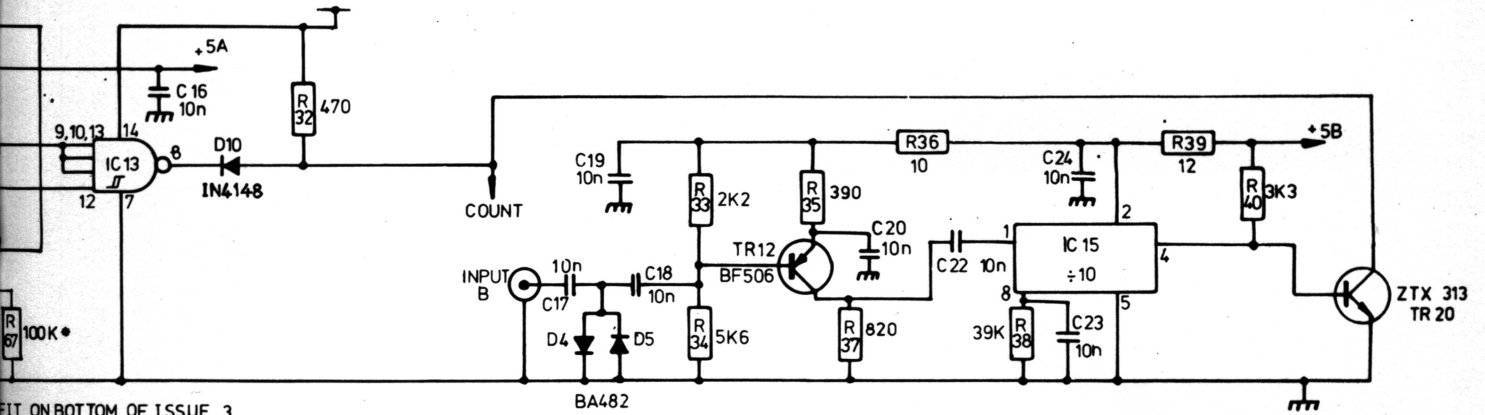 +5A
C16
10n
R
32
470
9,10,13
14
IC13
8
12
7
D10
IN4148
COUNT
C19
10n
R
33
2K2
R
35
390
R36
10
C24
10n
R39
12
+5B
R
40
3K3
TR12
BF506
C20
10n
C22
10n
1
2
IC 15
÷10
4
8
5
INPUT
B
10n
C17
C18
10n
D4
D5
BA482
R
34
5K6
R
37
820
39K
R
38
C23
10n
ZTX 313
TR 20
R
67
100K*
FIT ON BOTTOM OF ISSUE 3